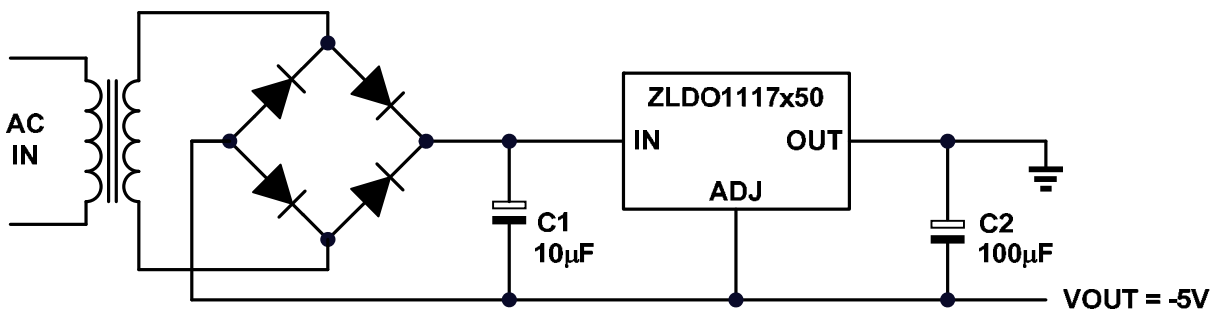 AC
IN
ZLDO1117x50
IN
OUT
ADJ
C1
10µF
C2
100µF
VOUT = -5V